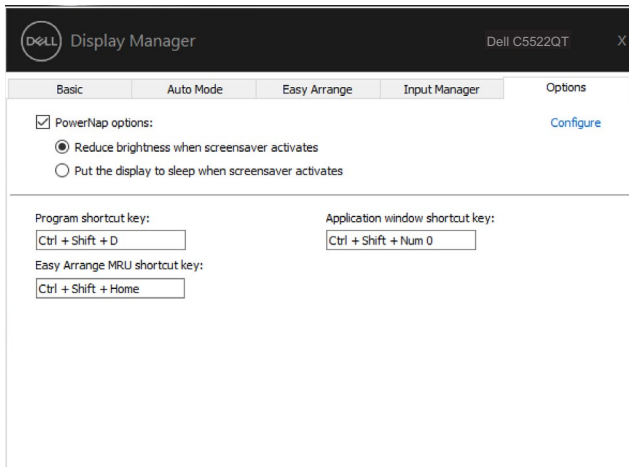 DELL Display Manager Dell C5522QT X
Basic Auto Mode Easy Arrange Input Manager Options
PowerNap options: Configure
Reduce brightness when screensaver activates
Put the display to sleep when screensaver activates
Program shortcut key: Application window shortcut key:
Ctrl + Shift + D Ctrl + Shift + Num 0
Easy Arrange MRU shortcut key:
Ctrl + Shift + Home